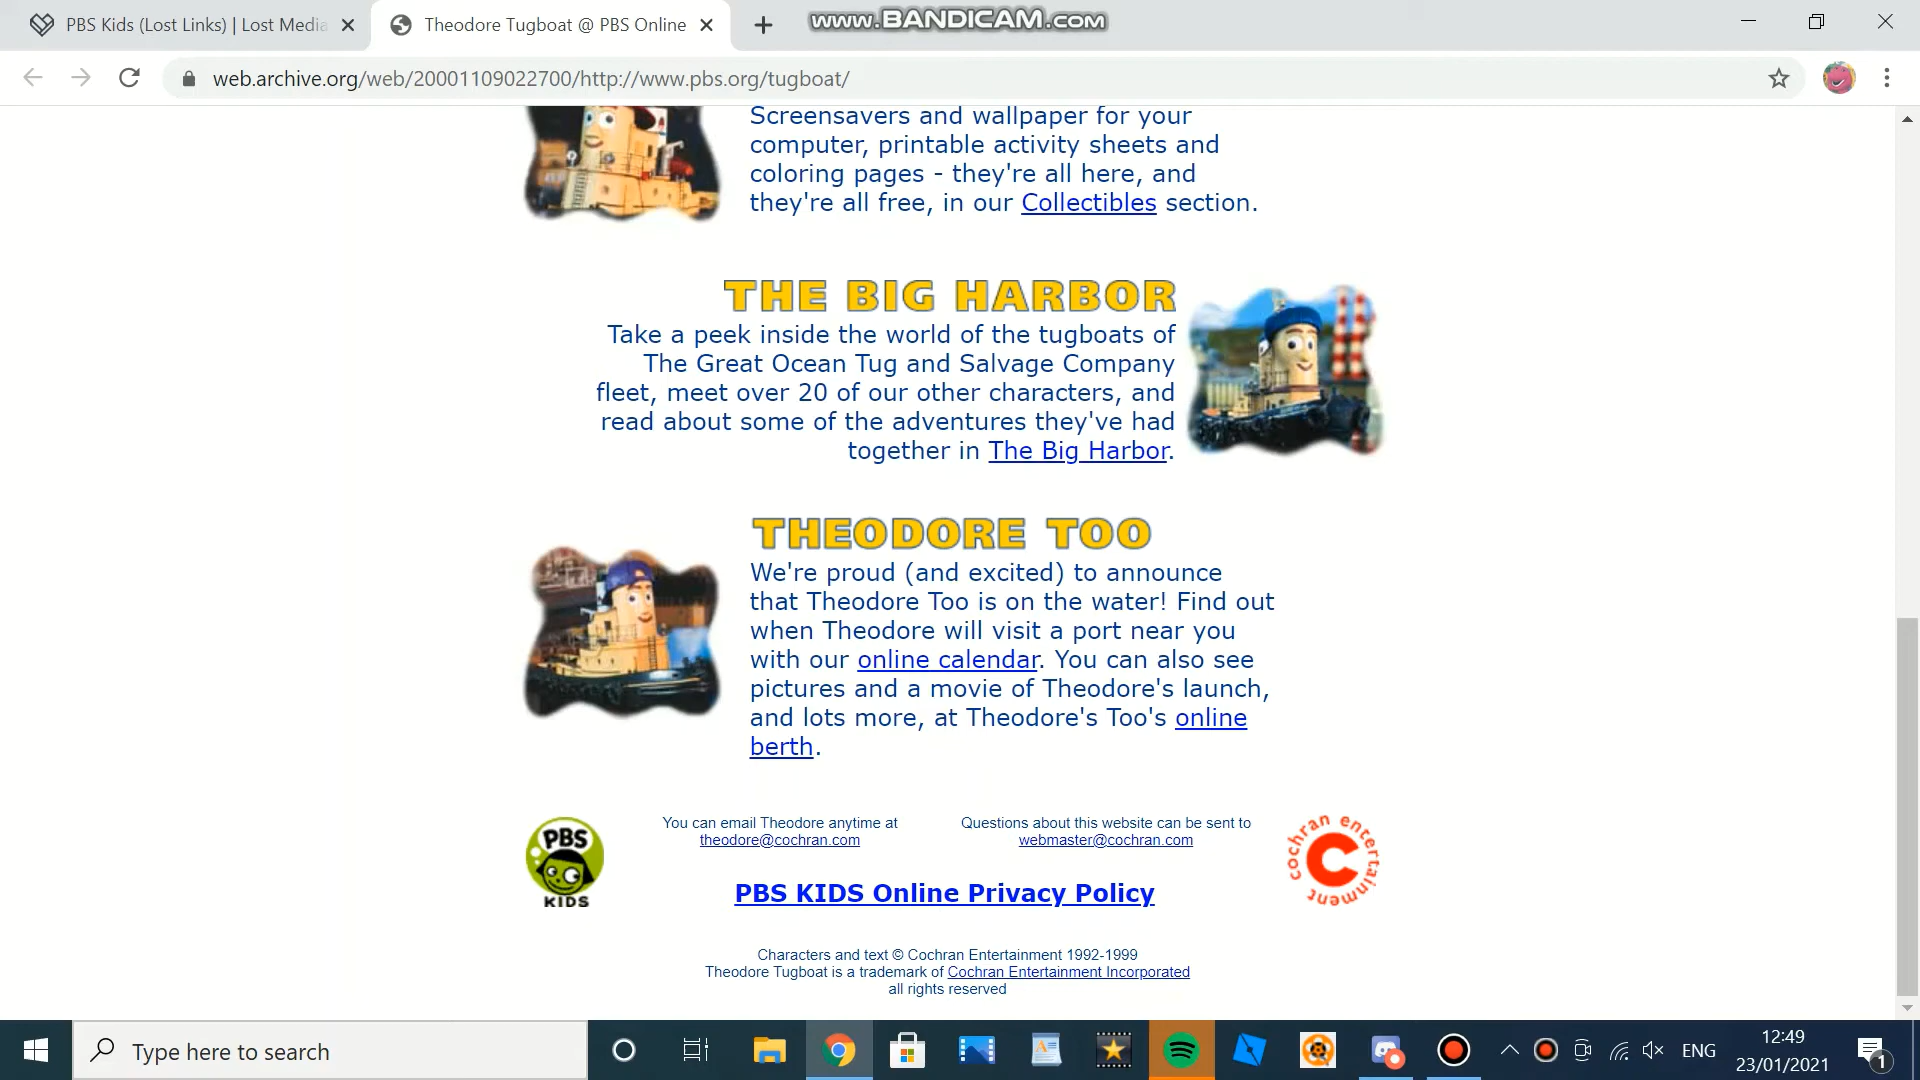 PBS Kids (Lost Links) | Lost Media
Theodore Tugboat @ PBS Online
www.BANDICAM.com
web.archive.org/web/20001109022700/http://www.pbs.org/tugboat/
Screensavers and wallpaper for your
computer, printable activity sheets and
coloring pages - they're all here, and
they're all free, in our Collectibles section.
THE BIG HARBOR
Take a peek inside the world of the tugboats of
The Great Ocean Tug and Salvage Company
fleet, meet over 20 of our other characters, and
read about some of the adventures they've had
together in The Big Harbor.
THEODORE TOO
We're proud (and excited) to announce
that Theodore Too is on the water! Find out
when Theodore will visit a port near you
with our online calendar. You can also see
pictures and a movie of Theodore's launch,
and lots more, at Theodore's Too's online
berth.
PBS
KIDS
You can email Theodore anytime at
theodore@cochran.com
Questions about this website can be sent to
webmaster@cochran.com
cochran entertainment
C
PBS KIDS Online Privacy Policy
Characters and text © Cochran Entertainment 1992-1999
Theodore Tugboat is a trademark of Cochran Entertainment Incorporated
all rights reserved
Type here to search
ENG
12:49
23/01/2021
1